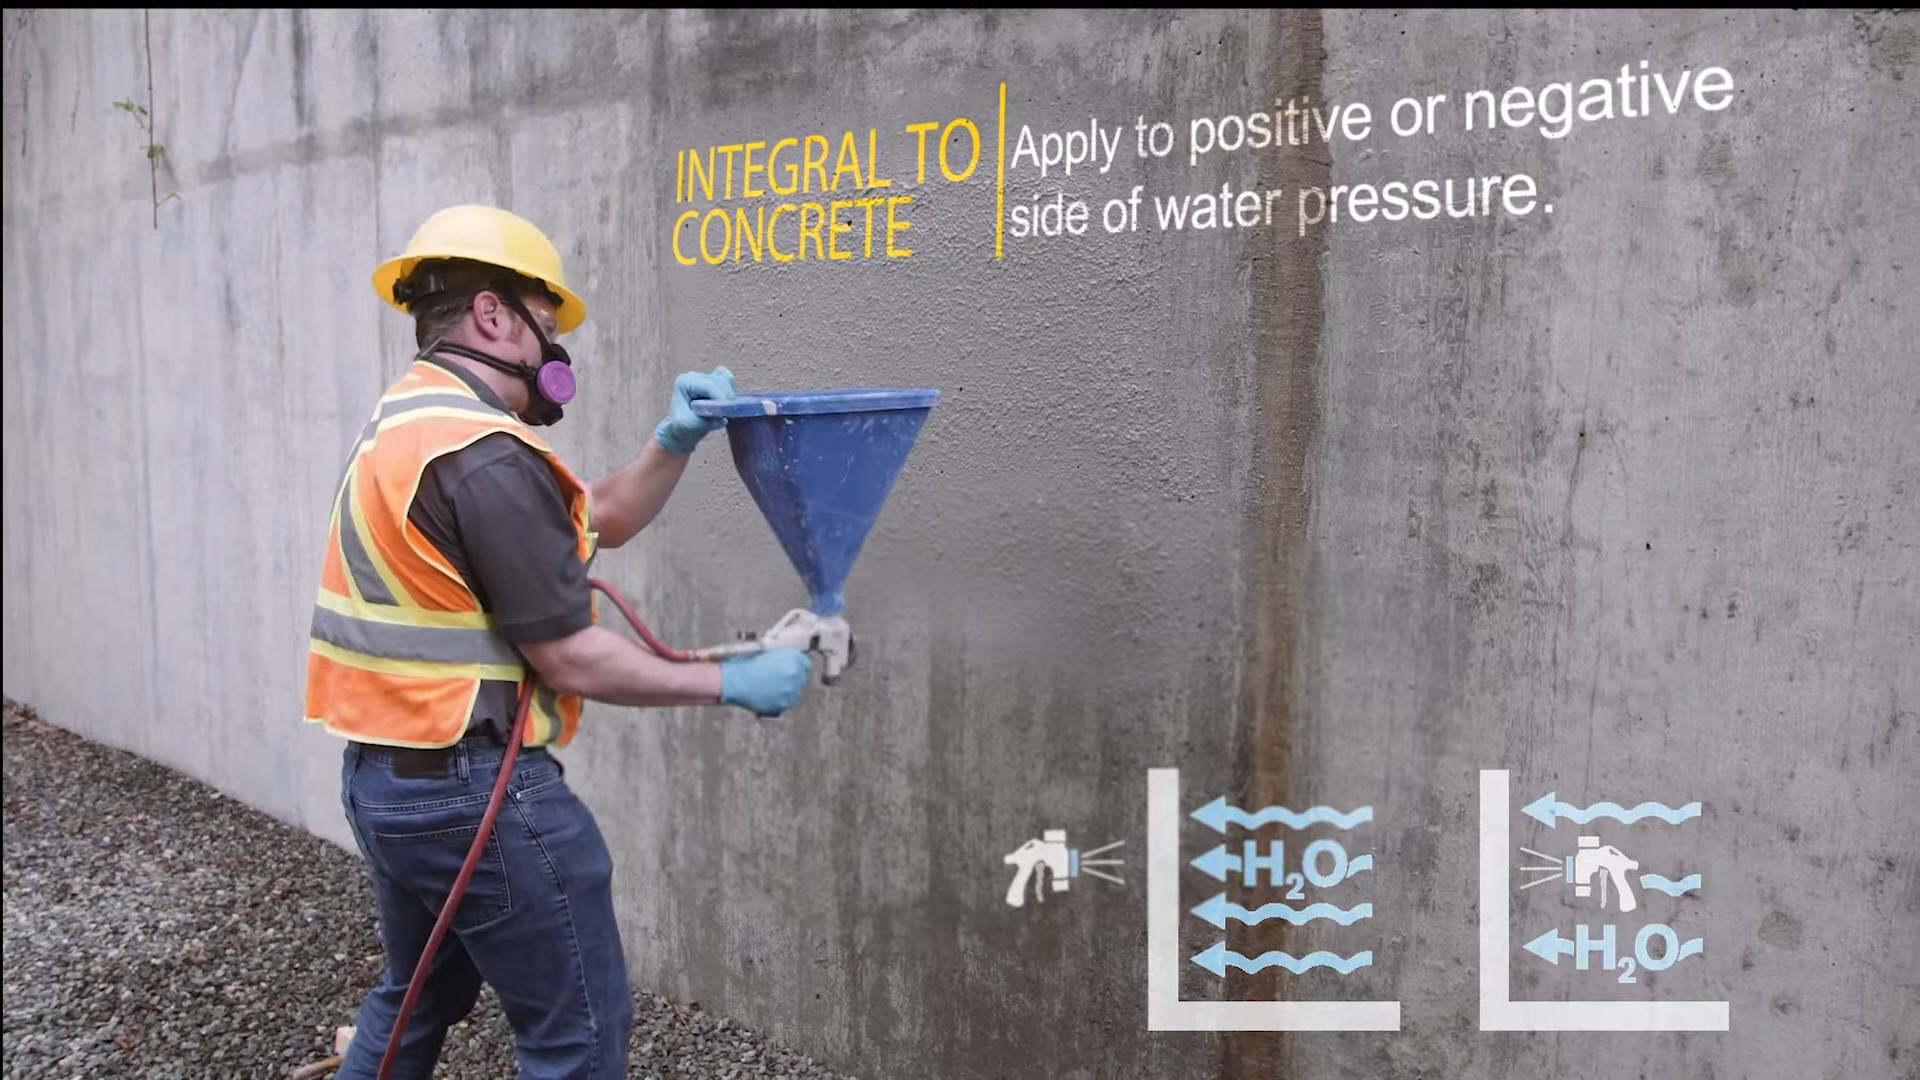 INTEGRAL TO
CONCRETE
Apply to positive or negative
side of water pressure.
H₂O
H₂O